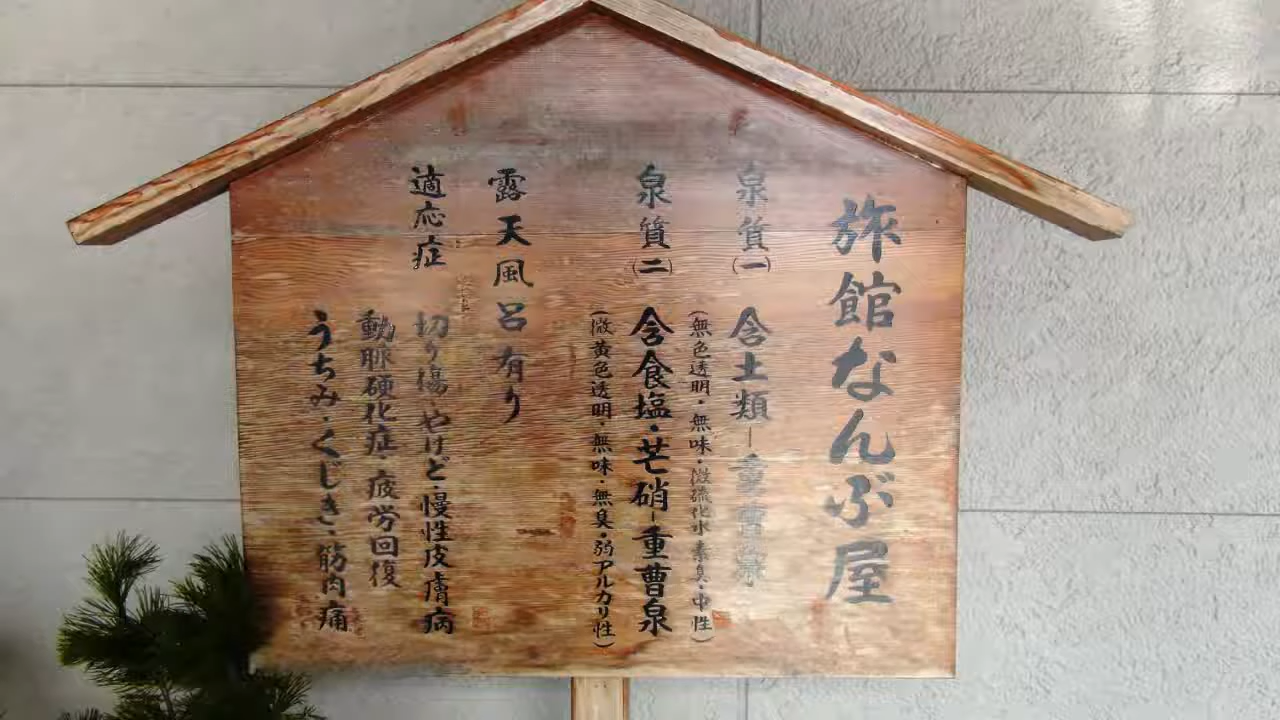 旅館なんぶ屋
泉質(一) 含土類-重曹泉
(無色透明・無味・微硫化水素臭・中性)
泉質(二) 含食塩・芒硝-重曹泉
(微黄色透明・無味・無臭・弱アルカリ性)
露天風呂有り
適応症
切り傷・やけど・慢性皮膚病
動脈硬化症・疲労回復
うちみ・くじき・筋肉痛